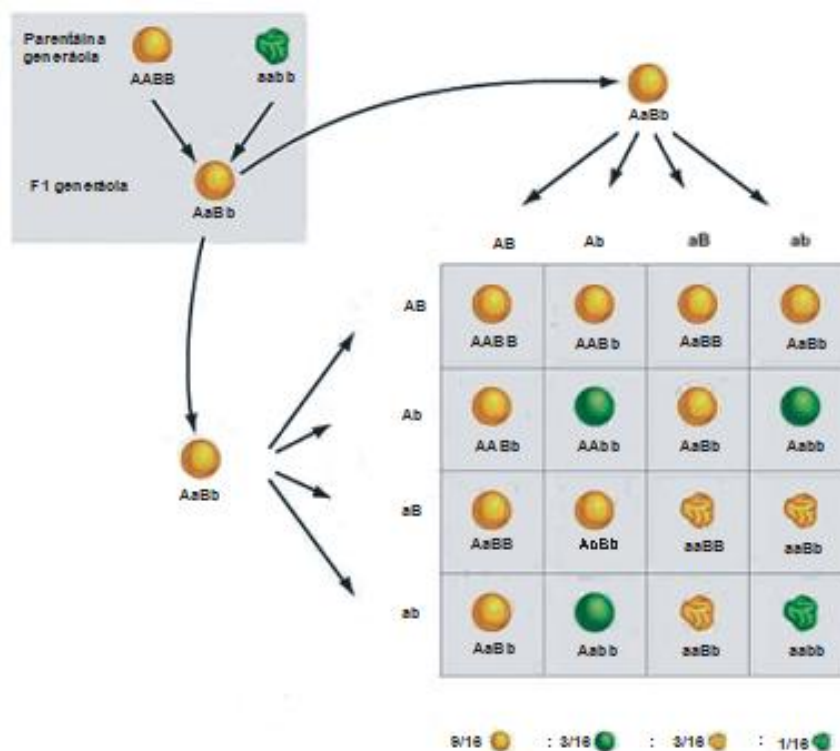 Parentálna
generáola
AABB aabb
AaBb
F1 generáola
AaBb
AB Ab aB ab
AB
AABB AABb AaBB AaBb
Ab
AABb AAbb AaBb Aabb
AaBb
aB
AaBB AaBb aaBB aaBb
ab
AaBb Aabb aaBb aabb
9/16 : 3/16 : 3/16 : 1/16